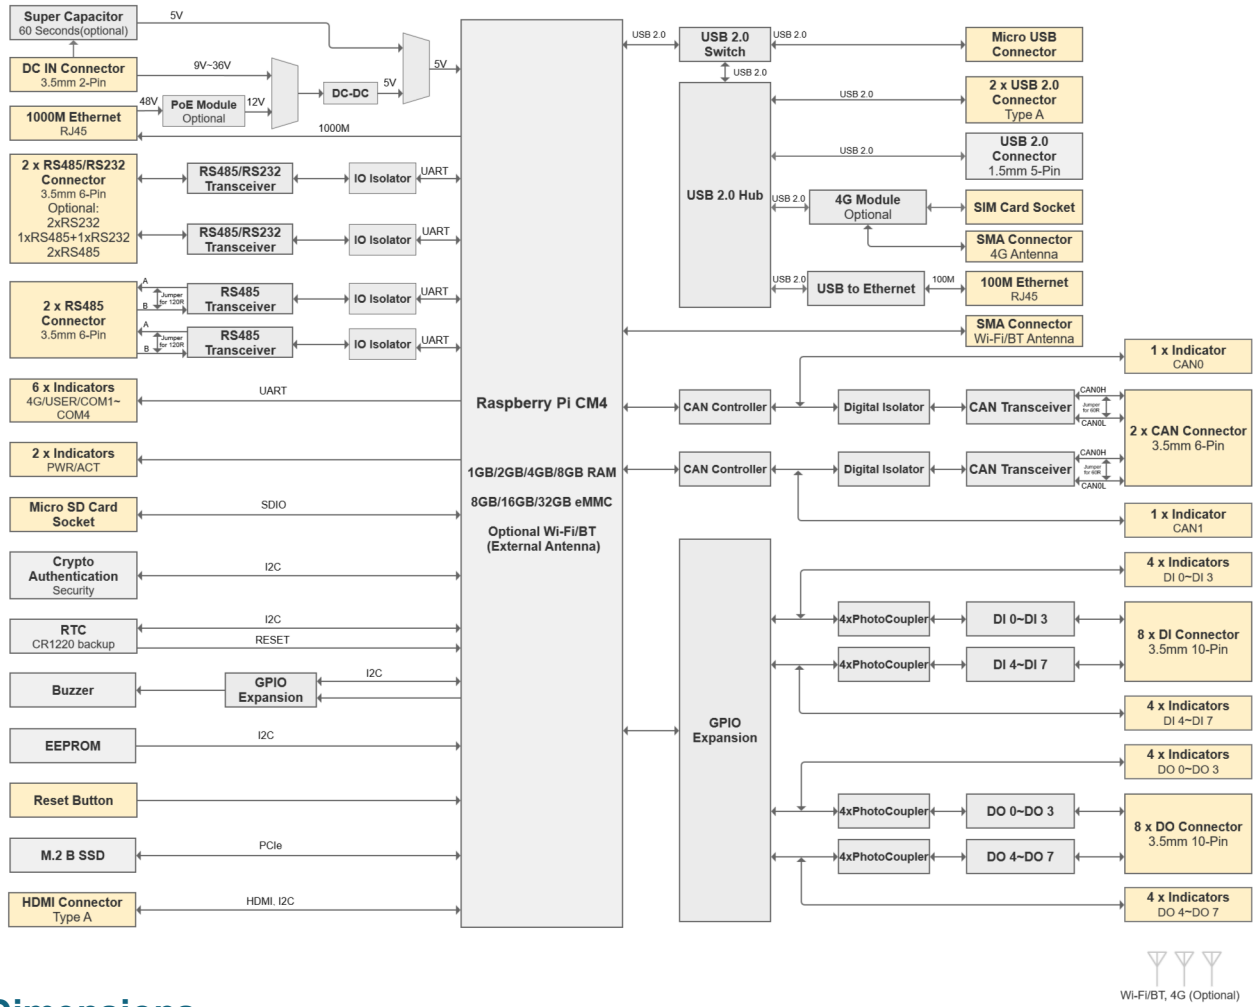 Super Capacitor
60 Seconds(optional)
5V
DC IN Connector
3.5mm 2-Pin
9V~36V
48V
PoE Module
Optional
12V
DC-DC
5V
5V
1000M Ethernet
RJ45
1000M
2 x RS485/RS232
Connector
3.5mm 6-Pin
Optional:
2xRS232
1xRS485+1xRS232
2xRS485
RS485/RS232
Transceiver
IO Isolator
UART
RS485/RS232
Transceiver
IO Isolator
UART
2 x RS485
Connector
3.5mm 6-Pin
A
Jumper
for 120R
B
RS485
Transceiver
IO Isolator
UART
A
Jumper
for 120R
B
RS485
Transceiver
IO Isolator
UART
6 x Indicators
4G/USER/COM1~
COM4
UART
2 x Indicators
PWR/ACT
Micro SD Card
Socket
SDIO
Crypto
Authentication
Security
I2C
RTC
CR1220 backup
I2C
RESET
Buzzer
GPIO
Expansion
I2C
EEPROM
I2C
Reset Button
M.2 B SSD
PCIe
HDMI Connector
Type A
HDMI, I2C
Raspberry Pi CM4
1GB/2GB/4GB/8GB RAM
8GB/16GB/32GB eMMC
Optional Wi-Fi/BT
(External Antenna)
USB 2.0
USB 2.0
Switch
USB 2.0
Micro USB
Connector
USB 2.0
USB 2.0 Hub
USB 2.0
2 x USB 2.0
Connector
Type A
USB 2.0
USB 2.0
Connector
1.5mm 5-Pin
USB 2.0
4G Module
Optional
SIM Card Socket
SMA Connector
4G Antenna
USB 2.0
USB to Ethernet
100M
100M Ethernet
RJ45
SMA Connector
Wi-Fi/BT Antenna
1 x Indicator
CAN0
CAN Controller
Digital Isolator
CAN Transceiver
CAN0H
Jumper
for 60R
CAN0L
2 x CAN Connector
3.5mm 6-Pin
CAN Controller
Digital Isolator
CAN Transceiver
CAN0H
Jumper
for 60R
CAN0L
1 x Indicator
CAN1
GPIO
Expansion
4 x Indicators
DI 0~DI 3
4xPhotoCoupler
DI 0~DI 3
8 x DI Connector
3.5mm 10-Pin
4xPhotoCoupler
DI 4~DI 7
4 x Indicators
DI 4~DI 7
4 x Indicators
DO 0~DO 3
4xPhotoCoupler
DO 0~DO 3
8 x DO Connector
3.5mm 10-Pin
4xPhotoCoupler
DO 4~DO 7
4 x Indicators
DO 4~DO 7
Wi-Fi/BT, 4G (Optional)